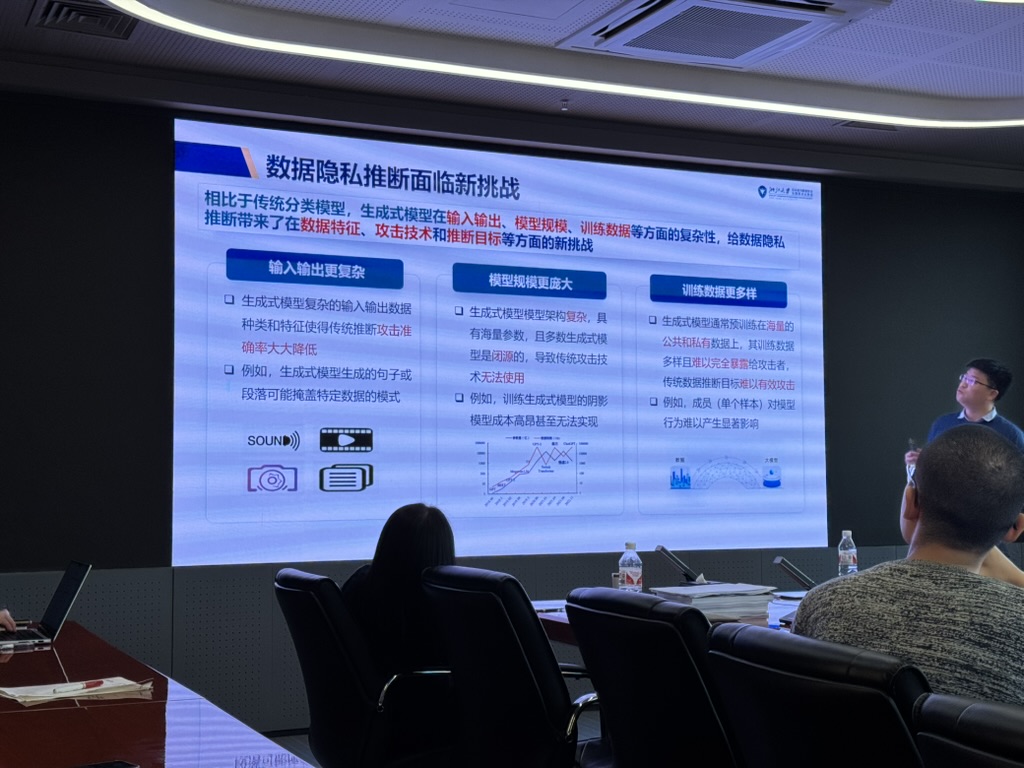 数据隐私推断面临新挑战
浙江大学
相比于传统分类模型，生成式模型在输入输出、模型规模、训练数据等方面的复杂性，给数据隐私
推断带来了在数据特征、攻击技术和推断目标等方面的新挑战
输入输出更复杂
❑ 生成式模型复杂的输入输出数据
种类和特征使得传统推断攻击准
确率大大降低
❑ 例如，生成式模型生成的句子或
段落可能掩盖特定数据的模式
SOUND
模型规模更庞大
❑ 生成式模型模型架构复杂，具
有海量参数，且多数生成式模
型是闭源的，导致传统攻击技
术无法使用
❑ 例如，训练生成式模型的阴影
模型成本高昂甚至无法实现
训练数据更多样
❑ 生成式模型通常预训练在海量的
公共和私有数据上，其训练数据
多样且难以完全暴露给攻击者，
传统数据推断目标难以有效攻击
❑ 例如，成员（单个样本）对模型
行为难以产生显著影响
数据
大模型